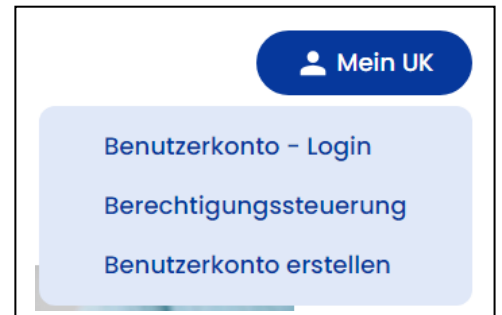 Mein UK
Benutzerkonto - Login
Berechtigungssteuerung
Benutzerkonto erstellen